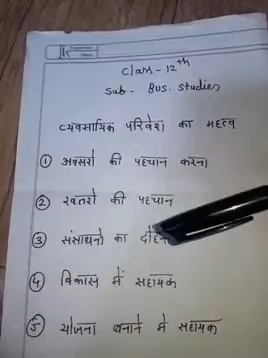 Class - 12th
Sub - Bus. Studies
व्यवसायिक परिवेश का महत्व
① अवसरो की पहचान करना
② खतरो की पहचान
③ संसाधनो का
④ विकास में सहायक
⑤ योजना बनाने मे सहायक